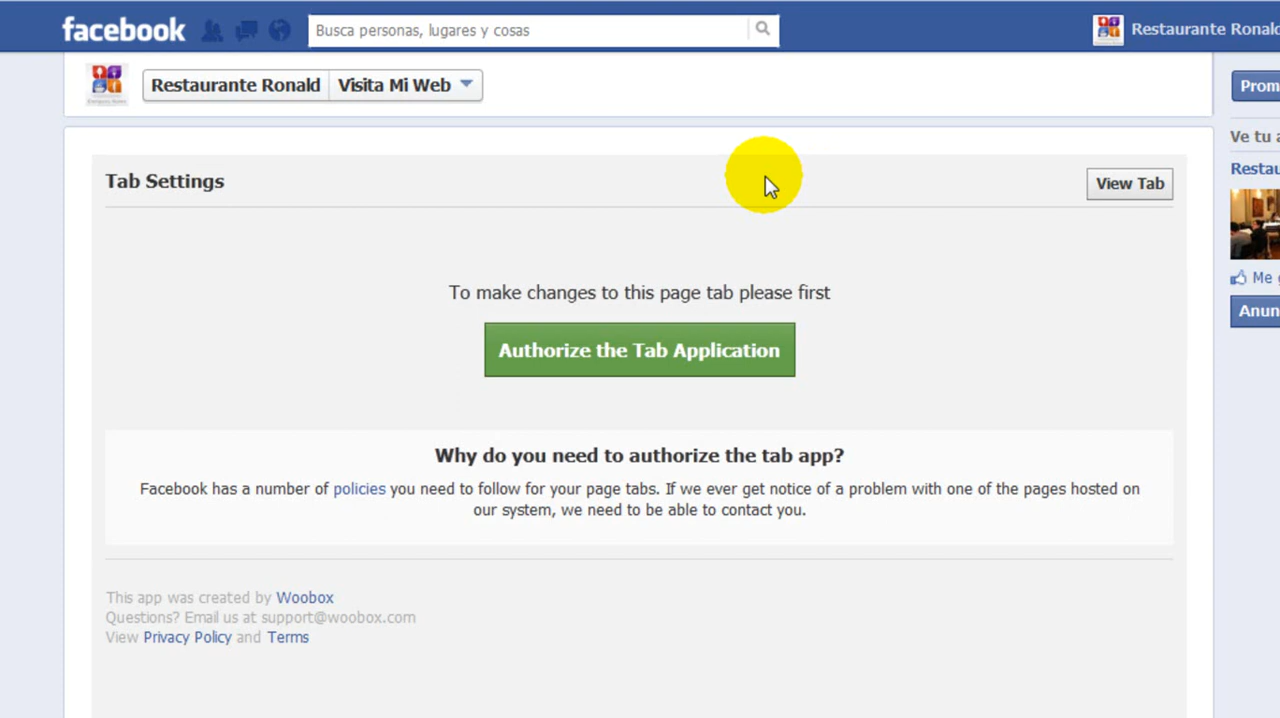 facebook
Busca personas, lugares y cosas
Restaurante Ronald
Restaurante Ronald
Visita Mi Web
Prom
Tab Settings
View Tab
Ve tu a
Restau
To make changes to this page tab please first
Authorize the Tab Application
Me g
Anun
Why do you need to authorize the tab app?
Facebook has a number of policies you need to follow for your page tabs. If we ever get notice of a problem with one of the pages hosted on
our system, we need to be able to contact you.
This app was created by Woobox
Questions? Email us at support@woobox.com
View Privacy Policy and Terms